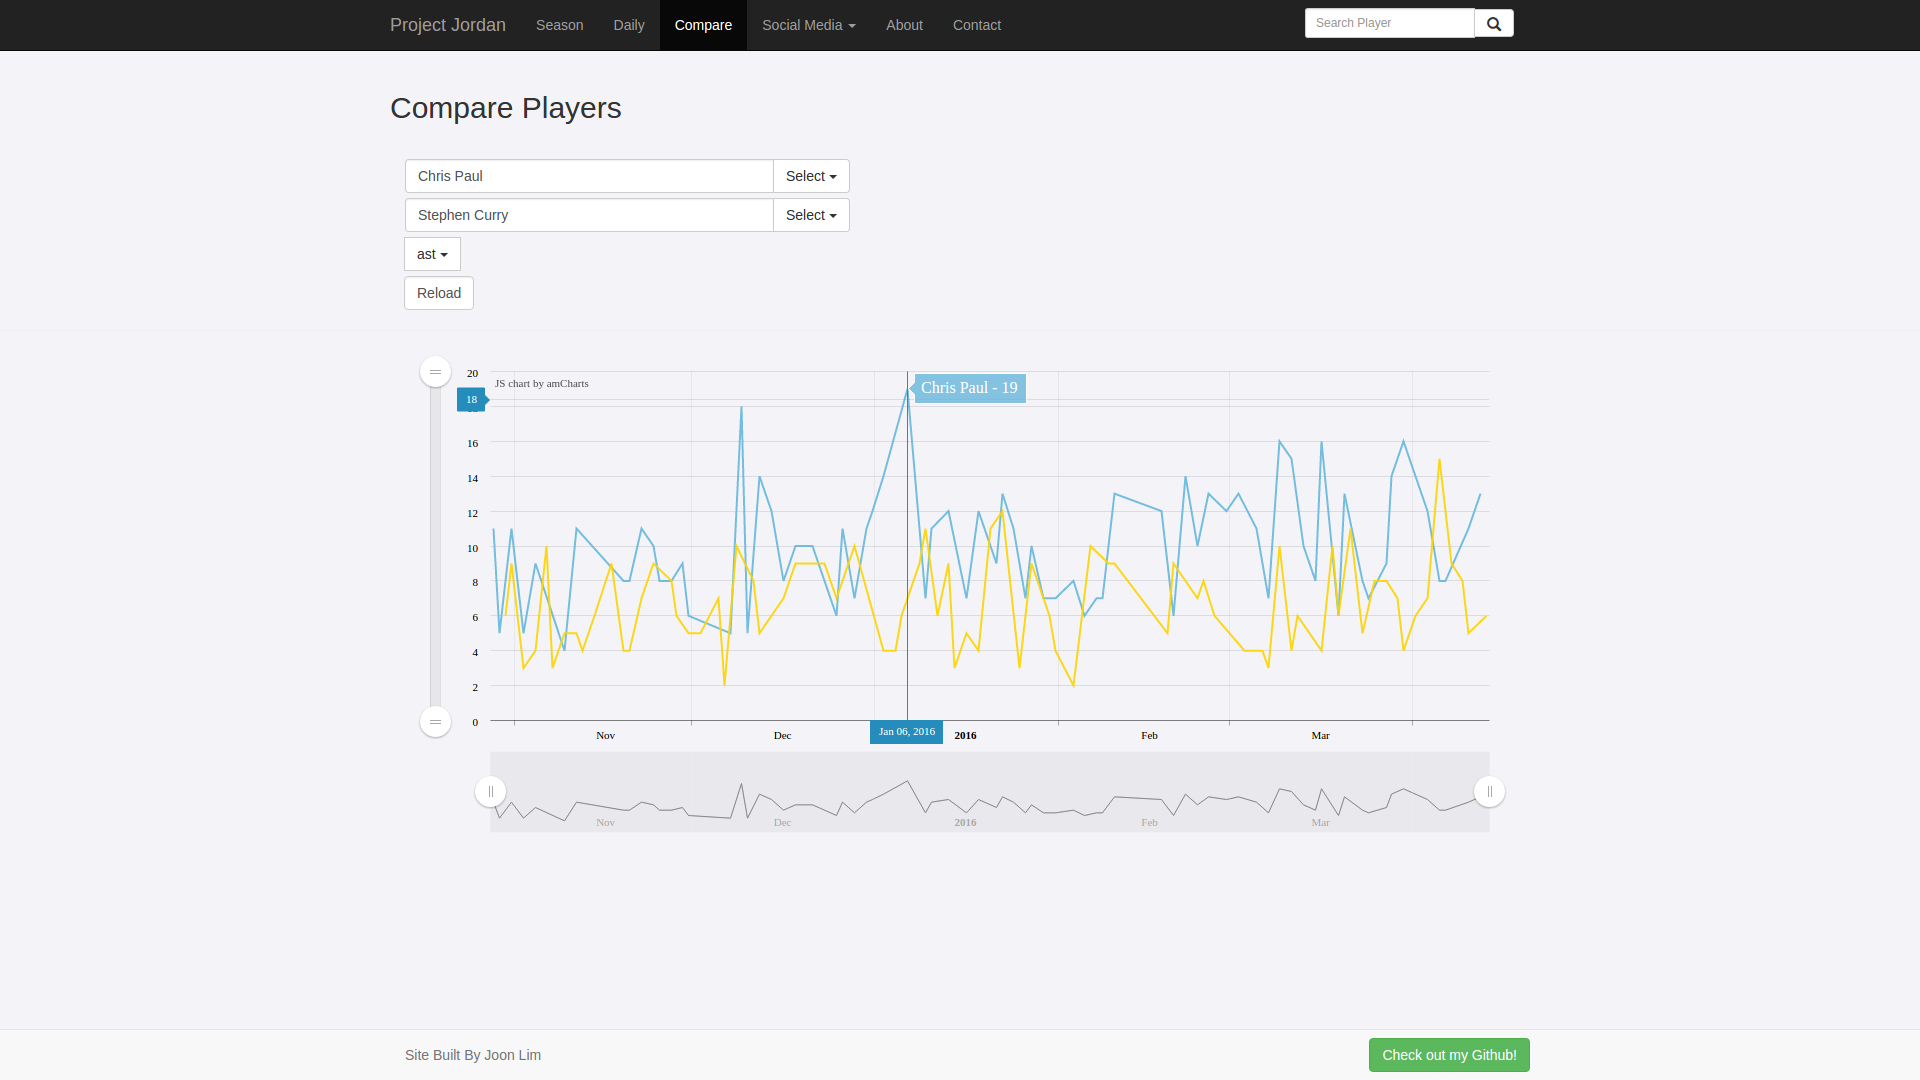 Project Jordan Season Daily Compare Social Media About Contact Search Player
Compare Players
Chris Paul Select
Stephen Curry Select
ast
Reload
20
JS chart by amCharts
Chris Paul - 19
18
16
14
12
10
8
6
4
2
0
Nov Dec Jan 06, 2016 2016 Feb Mar
Nov Dec 2016 Feb Mar
Site Built By Joon Lim Check out my Github!